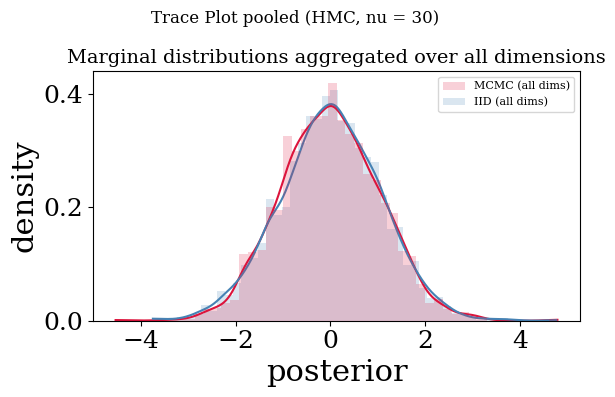 Trace Plot pooled (HMC, nu = 30)
Marginal distributions aggregated over all dimensions
MCMC (all dims)
IID (all dims)
density
0.4
0.2
0.0
−4
−2
0
2
4
posterior